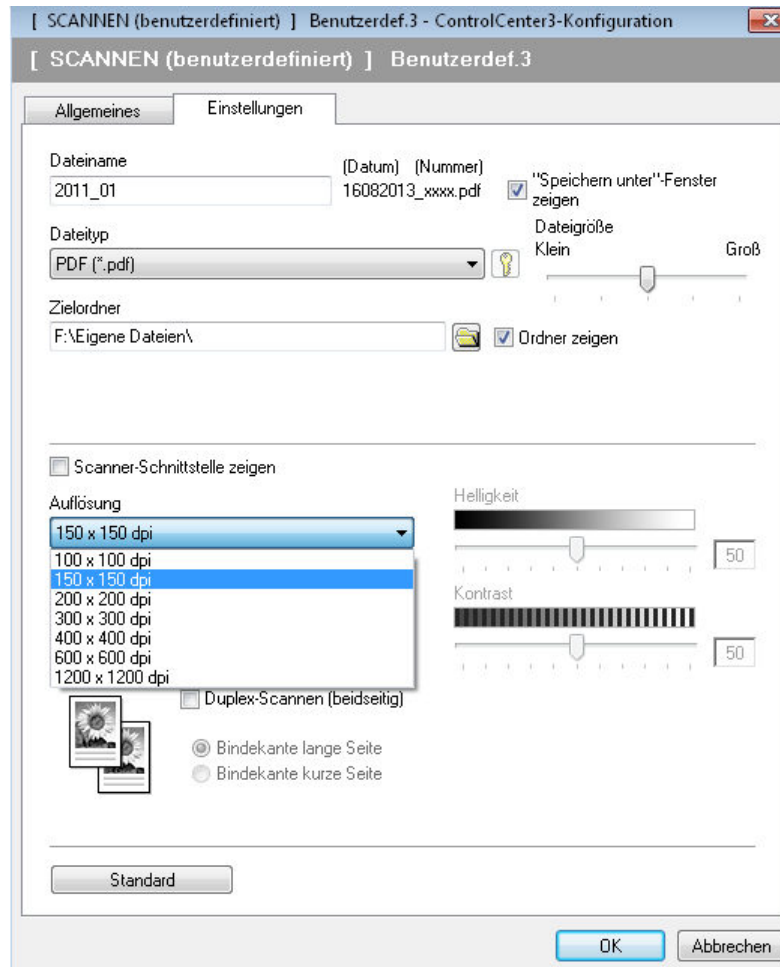 [ SCANNEN (benutzerdefiniert) ] Benutzerdef.3 - ControlCenter3-Konfiguration
[ SCANNEN (benutzerdefiniert) ] Benutzerdef.3
Allgemeines
Einstellungen
Dateiname
(Datum) (Nummer)
2011_01
16082013_xxxx.pdf
"Speichern unter"-Fenster
zeigen
Dateityp
PDF (*.pdf)
Dateigröße
Klein
Groß
Zielordner
F:\Eigene Dateien\
Ordner zeigen
Scanner-Schnittstelle zeigen
Auflösung
150 x 150 dpi
100 x 100 dpi
150 x 150 dpi
200 x 200 dpi
300 x 300 dpi
400 x 400 dpi
600 x 600 dpi
1200 x 1200 dpi
Helligkeit
50
Kontrast
50
Duplex-Scannen (beidseitig)
Bindekante lange Seite
Bindekante kurze Seite
Standard
OK
Abbrechen